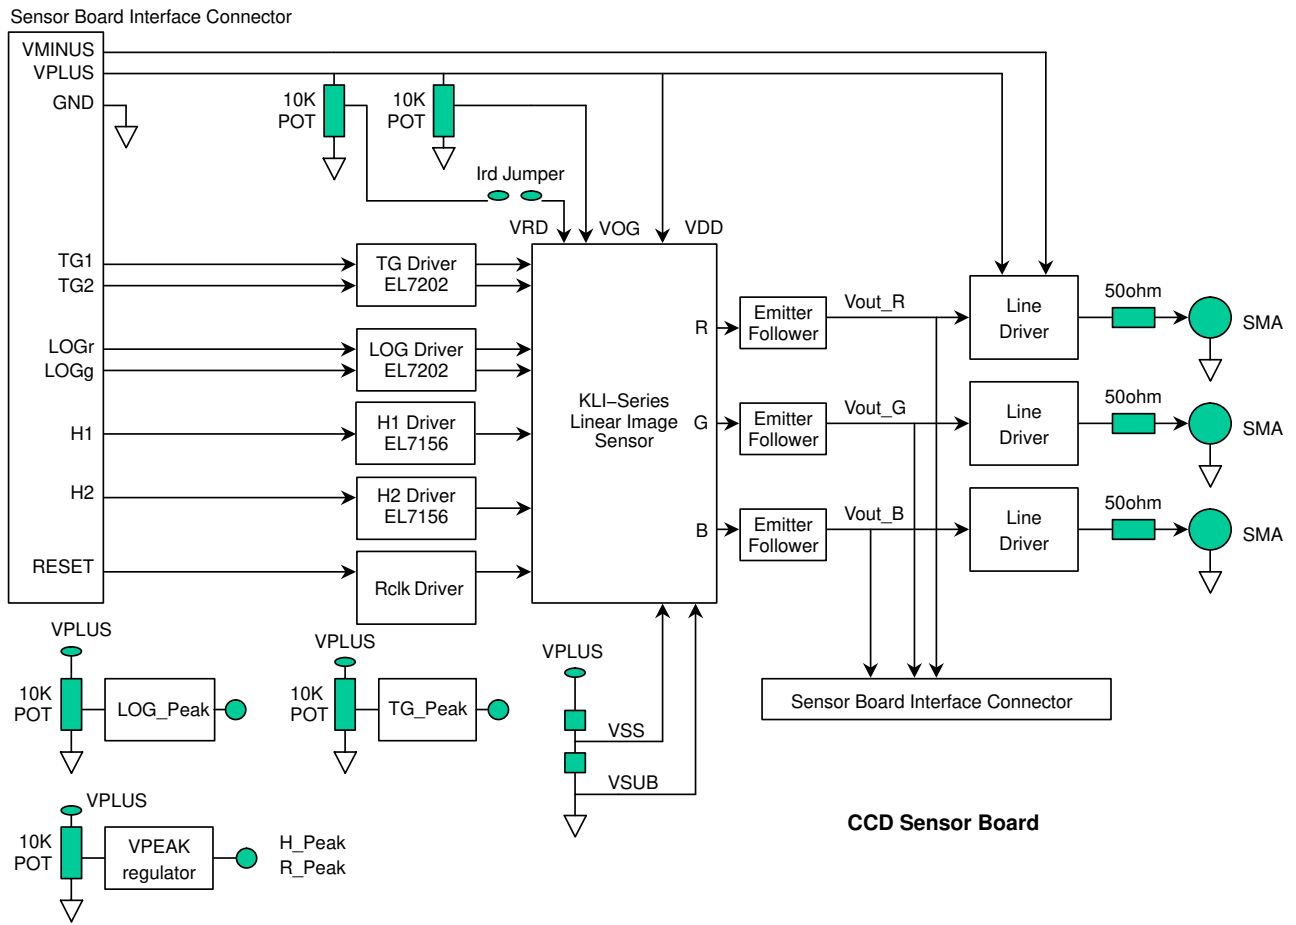 Sensor Board Interface Connector
VMINUS
VPLUS
GND
10K
POT
10K
POT
Ird Jumper
VRD
VOG
VDD
TG1
TG2
TG Driver
EL7202
LOGr
LOGg
LOG Driver
EL7202
H1
H1 Driver
EL7156
H2
H2 Driver
EL7156
RESET
Rclk Driver
KLI–Series
Linear Image
Sensor
R
G
B
Emitter
Follower
Vout_R
Line
Driver
50ohm
SMA
Emitter
Follower
Vout_G
Line
Driver
50ohm
SMA
Emitter
Follower
Vout_B
Line
Driver
50ohm
SMA
VPLUS
10K
POT
LOG_Peak
VPLUS
10K
POT
TG_Peak
VPLUS
VSS
VSUB
Sensor Board Interface Connector
VPLUS
10K
POT
VPEAK
regulator
H_Peak
R_Peak
CCD Sensor Board